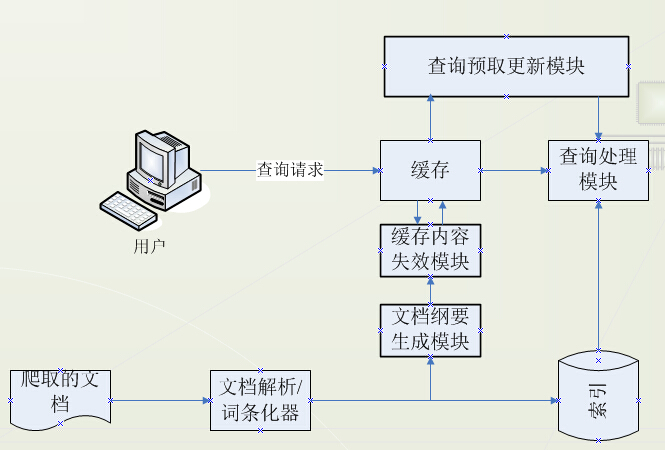 查询预取更新模块
查询请求
缓存
查询处理
模块
用户
缓存内容
失效模块
文档纲要
生成模块
爬取的文
档
文档解析/
词条化器
索引